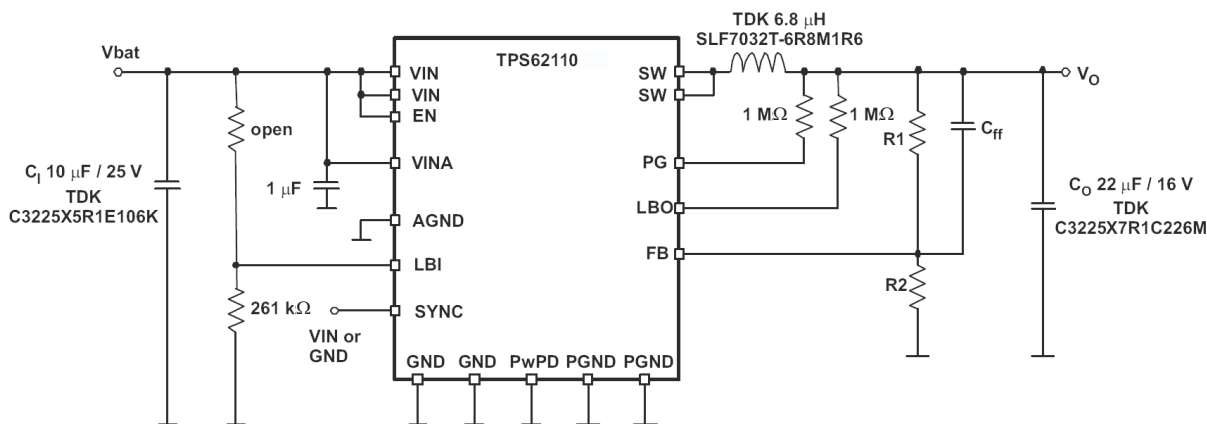 TDK 6.8 μH
SLF7032T-6R8M1R6
Vbat
TPS62110
VIN
SW
V_O
VIN
SW
EN
open
1 MΩ
1 MΩ
R1
C_ff
C_I 10 μF / 25 V
TDK
C3225X5R1E106K
VINA
PG
1 μF
C_O 22 μF / 16 V
TDK
C3225X7R1C226M
AGND
LBO
LBI
FB
R2
261 kΩ
SYNC
VIN or
GND
GND
GND
PwPD
PGND
PGND